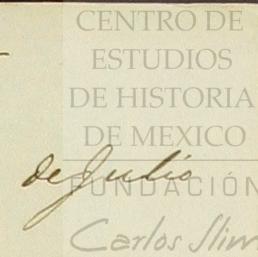 CENTRO DE
ESTUDIOS
DE HISTORIA
DE MEXICO
de Julio
FUNDACIÓN
Carlos Slim